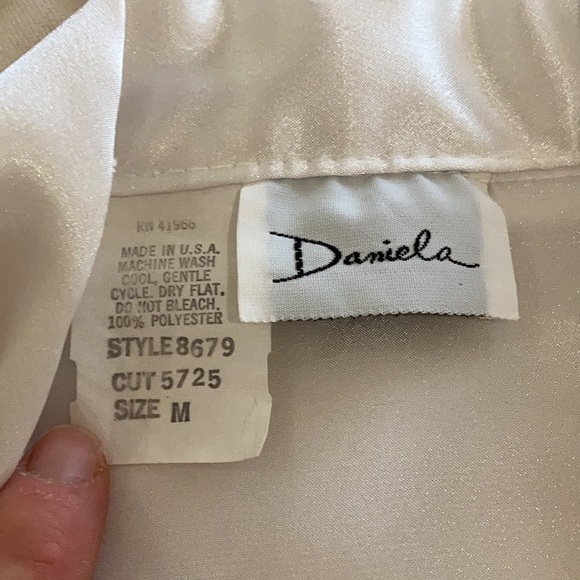 RN 41966
MADE IN U.S.A.
MACHINE WASH
COOL, GENTLE
CYCLE. DRY FLAT.
DO NOT BLEACH.
100% POLYESTER
STYLE 8679
CUT 5725
SIZE M
Daniela